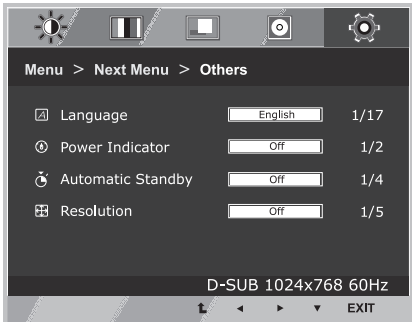 Menu > Next Menu > Others
Language English 1/17
Power Indicator Off 1/2
Automatic Standby Off 1/4
Resolution Off 1/5
D-SUB 1024x768 60Hz
EXIT